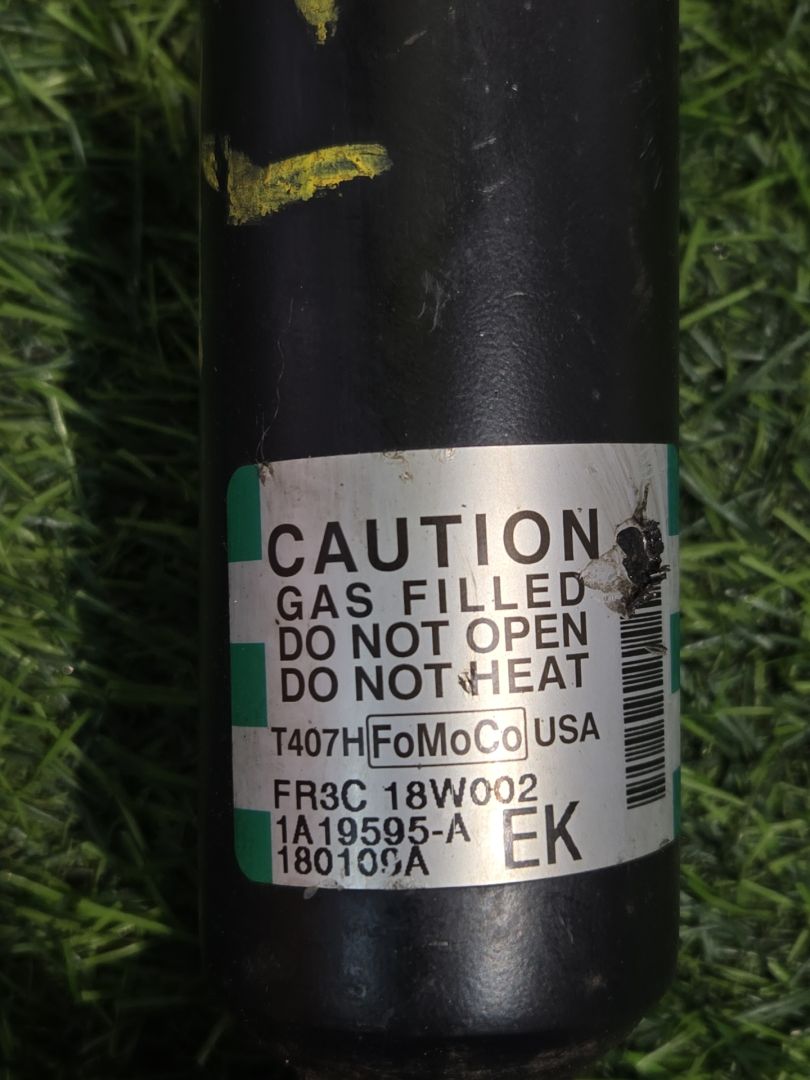 CAUTION
GAS FILLED
DO NOT OPEN
DO NOT HEAT
T407H FoMoCo USA
FR3C 18W002
1A19595-A EK